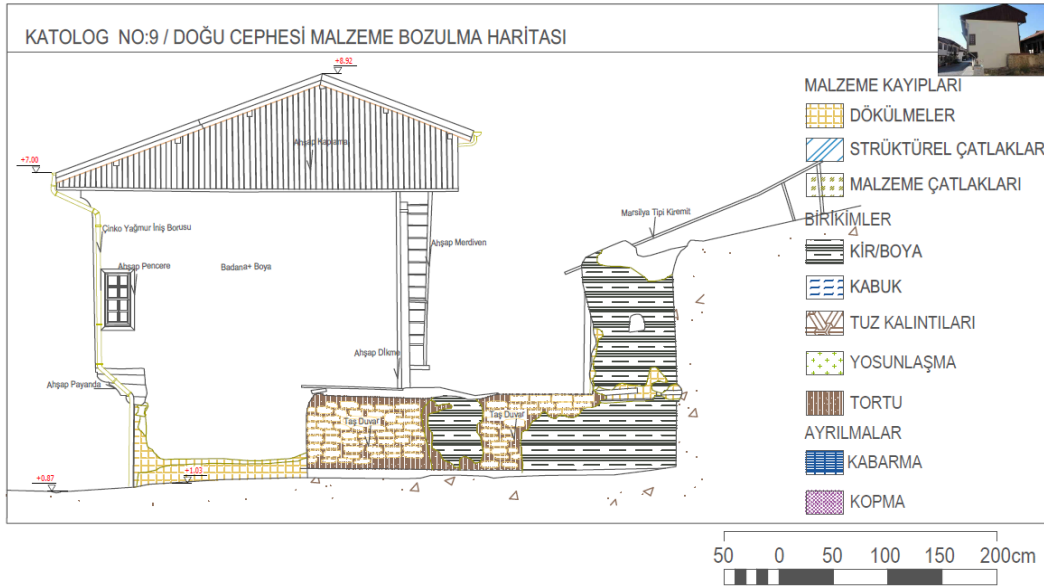 KATOLOG NO:9 / DOĞU CEPHESİ MALZEME BOZULMA HARİTASI
+8.92
MALZEME KAYIPLARI
DÖKÜLMELER
Ahşap Kaplama
STRÜKTÜREL ÇATLAKLAR
+7.00
MALZEME ÇATLAKLARI
Marsilya Tipi Kiremit
BİRİKİMLER
Çinko Yağmur İniş Borusu
Ahşap Merdiven
KİR/BOYA
Ahşap Pencere
Badana+ Boya
KABUK
TUZ KALINTILARI
Ahşap Dikme
YOSUNLAŞMA
Ahşap Payanda
TORTU
Taş Duvar
Taş Duvar
AYRILMALAR
KABARMA
+1.03
+0.87
KOPMA
50 0 50 100 150 200cm